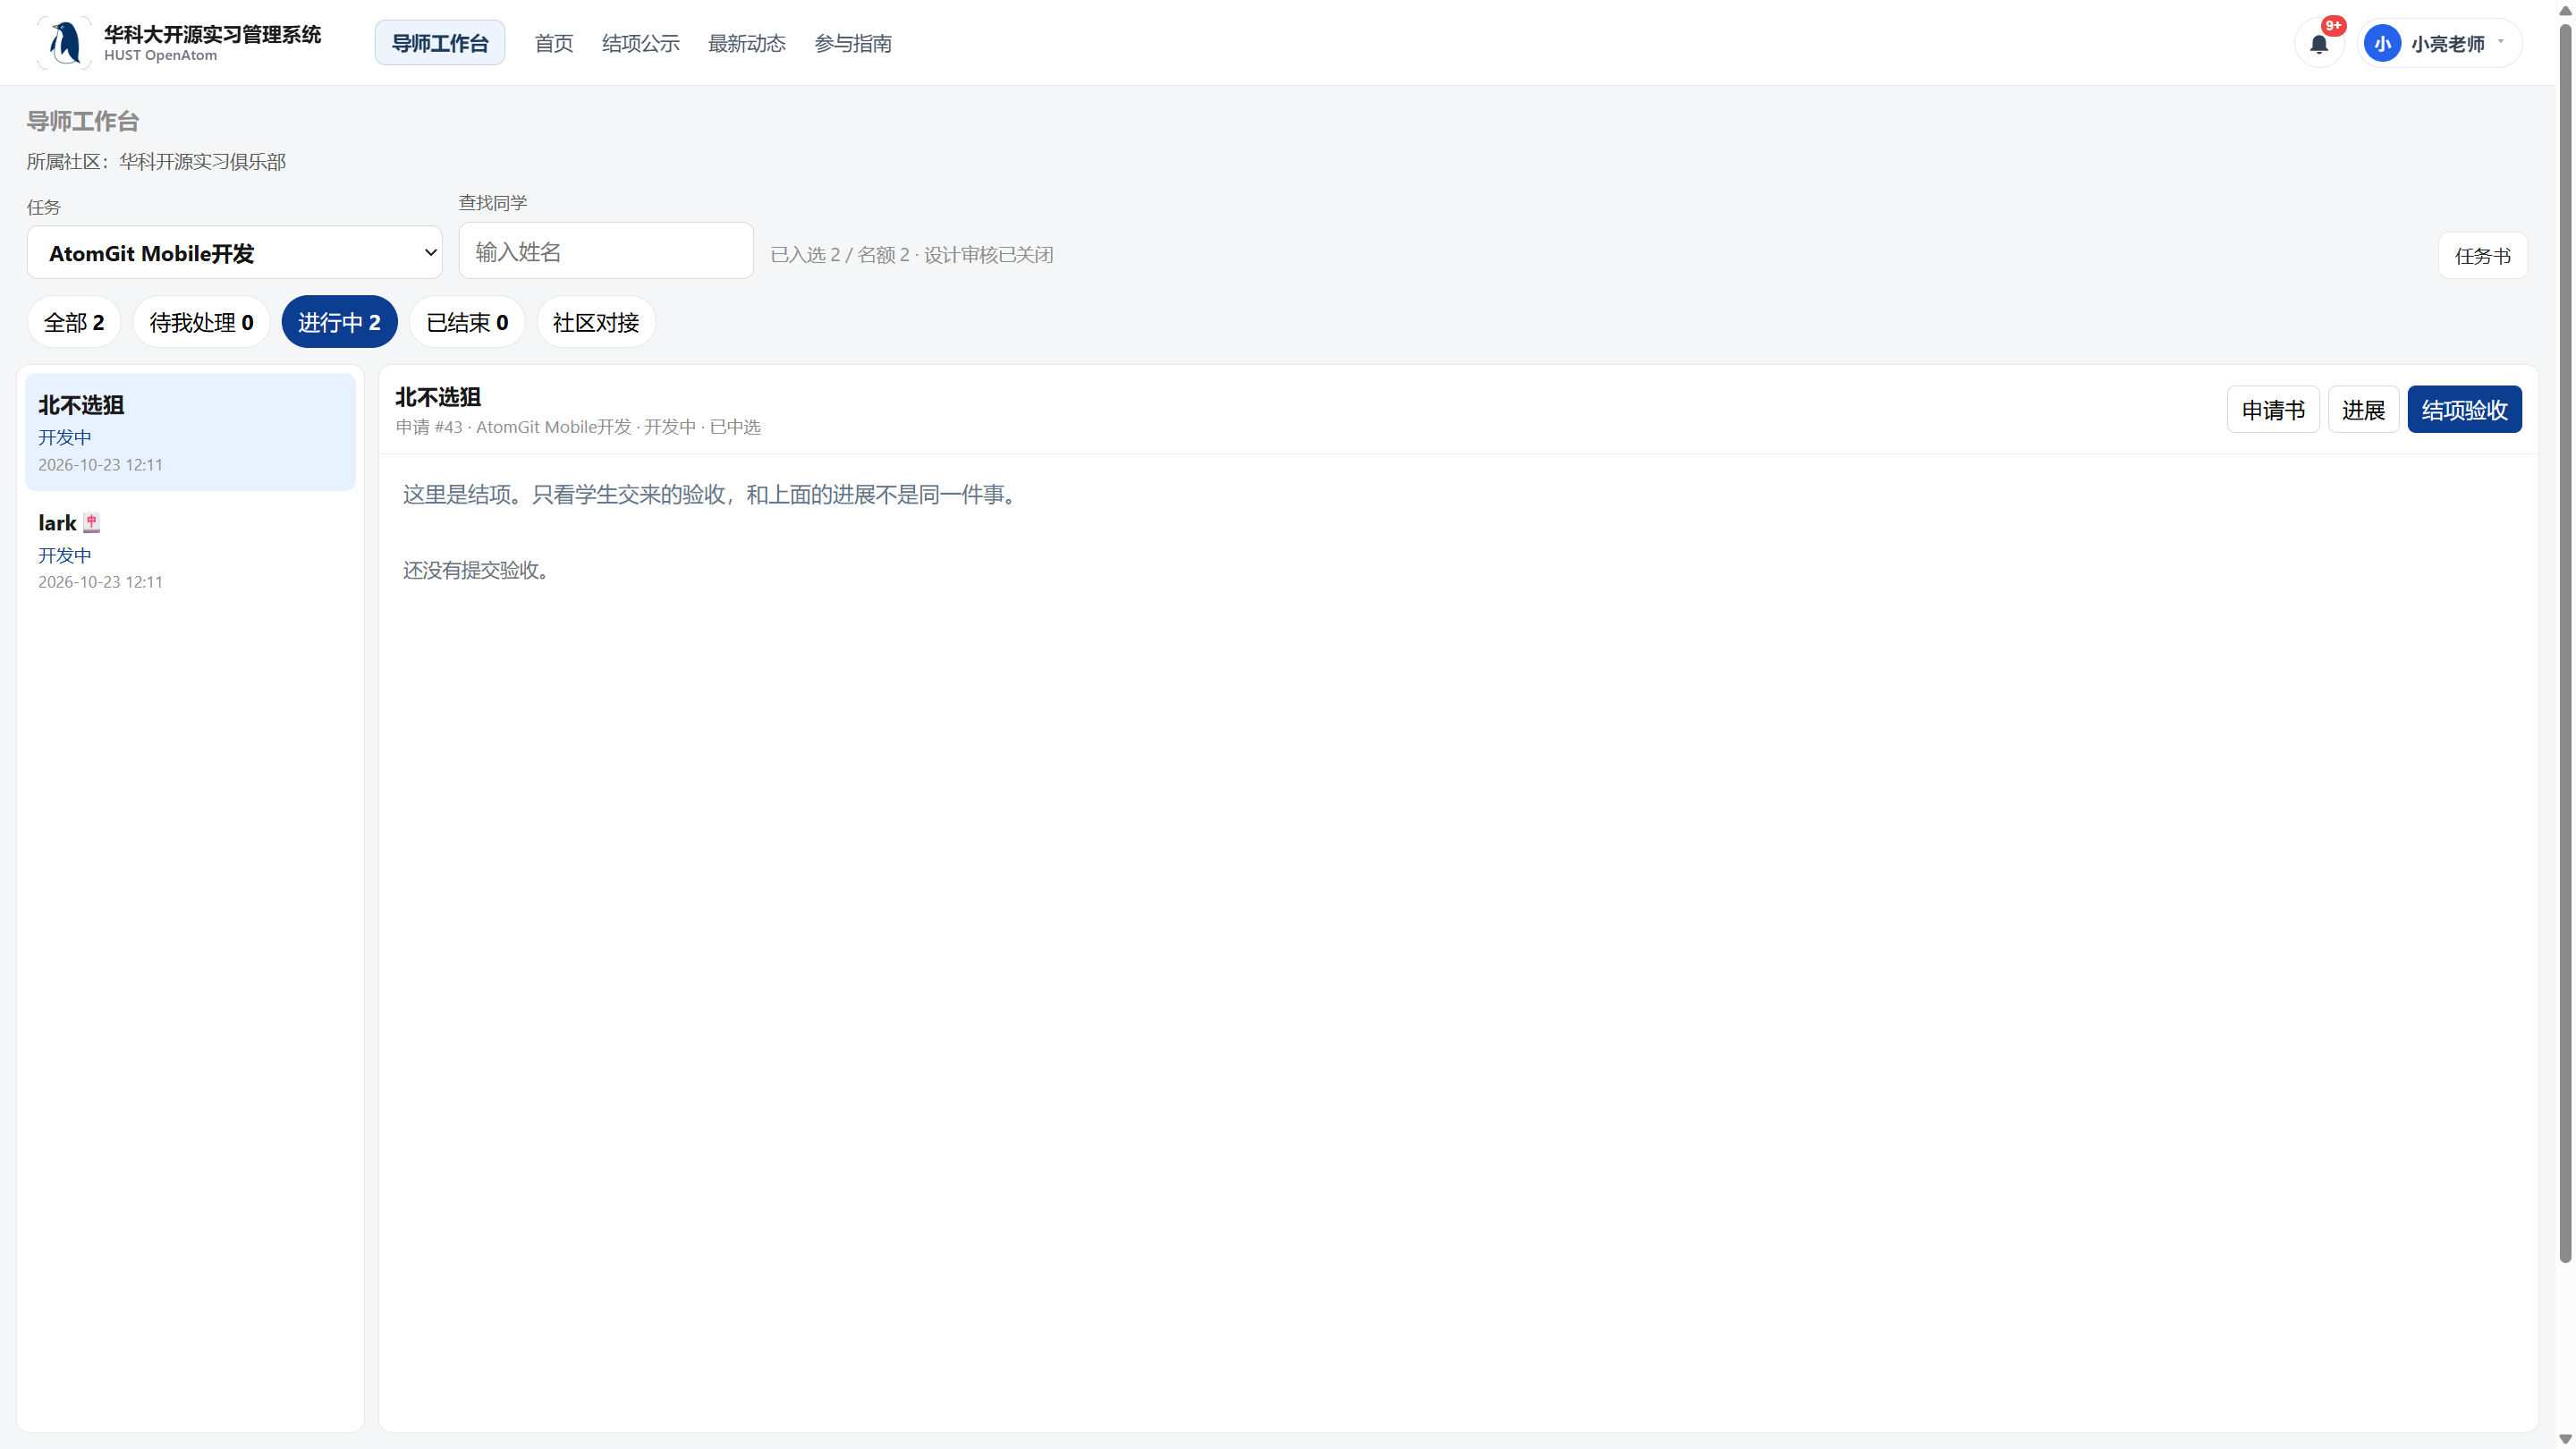 华科大开源实习管理系统
HUST OpenAtom
导师工作台 首页 结项公示 最新动态 参与指南
9+
小 小亮老师
导师工作台
所属社区：华科开源实习俱乐部
任务
查找同学
AtomGit Mobile开发
输入姓名
已入选 2 / 名额 2 · 设计审核已关闭
任务书
全部 2 待我处理 0 进行中 2 已结束 0 社区对接
北不选狙
开发中
2026-10-23 12:11
lark 🀄
开发中
2026-10-23 12:11
北不选狙
申请 #43 · AtomGit Mobile开发 · 开发中 · 已中选
申请书 进展 结项验收
这里是结项。只看学生交来的验收，和上面的进展不是同一件事。
还没有提交验收。